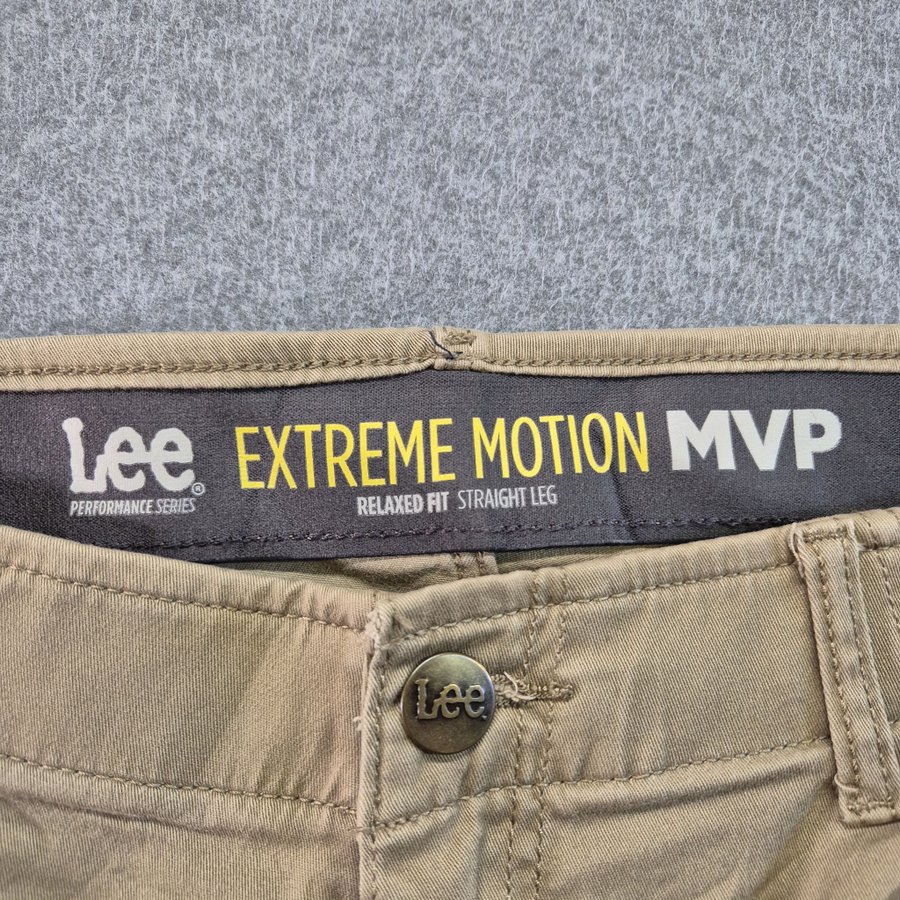 Lee EXTREME MOTION MVP
PERFORMANCE SERIES® RELAXED FIT STRAIGHT LEG
Lee